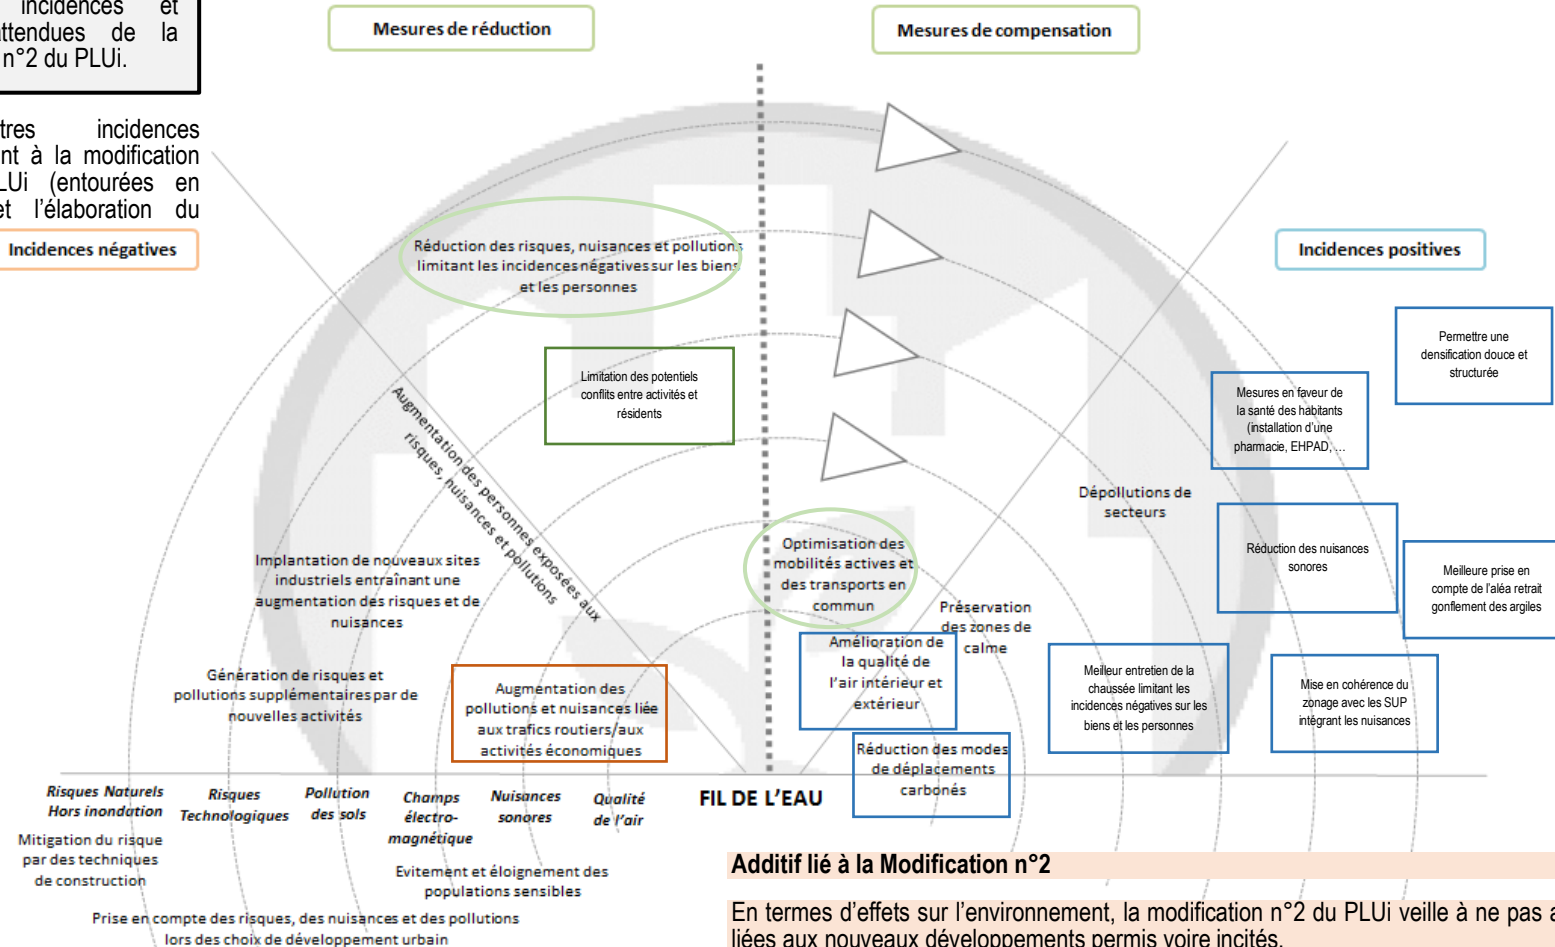 incidences et
attendues de la
n°2 du PLUi.
incidences
à la modification
(entourées en
et l'élaboration du
Mesures de réduction
Mesures de compensation
Incidences négatives
Incidences positives
Réduction des risques, nuisances et pollutions
limitant les incidences négatives sur les biens
et les personnes
Limitation des potentiels
conflits entre activités et
résidents
Augmentation des personnes exposées aux
risques, nuisances et pollutions
Permettre une
densification douce et
structurée
Mesures en faveur de
la santé des habitants
(installation d'une
pharmacie, EHPAD, …
Dépollutions de
secteurs
Réduction des nuisances
sonores
Meilleure prise en
compte de l'aléa retrait
gonflement des argiles
Optimisation des
mobilités actives et
des transports en
commun
Préservation
des zones de
calme
Implantation de nouveaux sites
industriels entraînant une
augmentation des risques et de
nuisances
Génération de risques et
pollutions supplémentaires par de
nouvelles activités
Augmentation des
pollutions et nuisances liée
aux trafics routiers/aux
activités économiques
Amélioration de
la qualité de
l'air intérieur et
extérieur
Meilleur entretien de la
chaussée limitant les
incidences négatives sur les
biens et les personnes
Mise en cohérence du
zonage avec les SUP
intégrant les nuisances
Réduction des modes
de déplacements
carbonés
Risques Naturels
Hors inondation
Risques
Technologiques
Pollution
des sols
Champs
électro-
magnétique
Nuisances
sonores
Qualité
de l'air
FIL DE L'EAU
Mitigation du risque
par des techniques
de construction
Evitement et éloignement des
populations sensibles
Prise en compte des risques, des nuisances et des pollutions
lors des choix de développement urbain
Additif lié à la Modification n°2
En termes d'effets sur l'environnement, la modification n°2 du PLUi veille à ne pas
liées aux nouveaux développements permis voire incités.